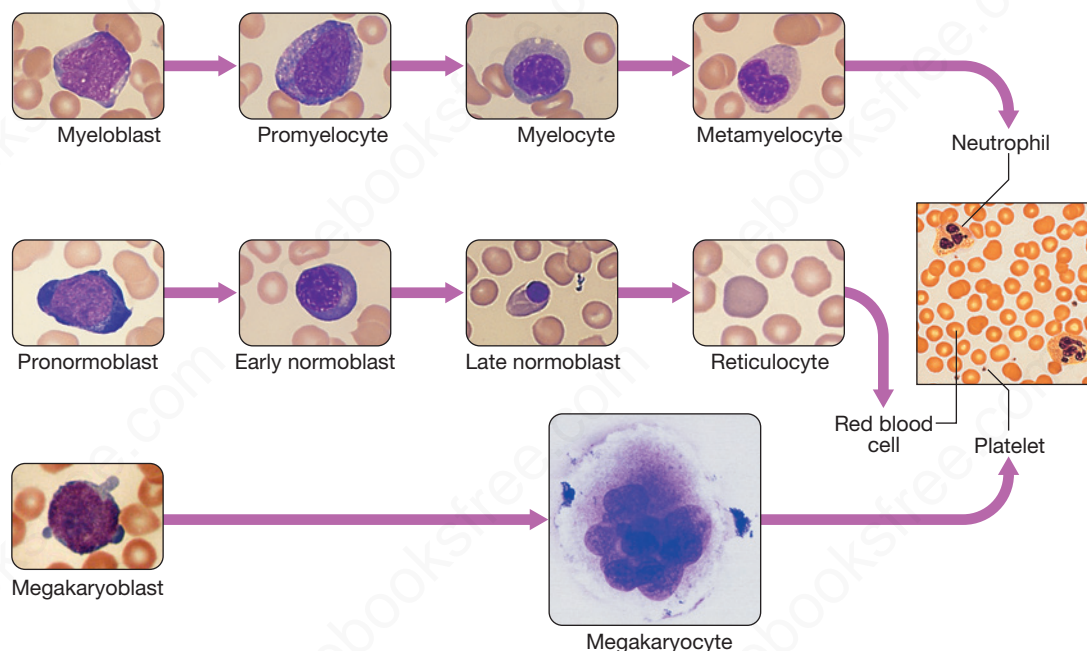 Myeloblast
Promyelocyte
Myelocyte
Metamyelocyte
Neutrophil
Pronormoblast
Early normoblast
Late normoblast
Reticulocyte
Red blood
cell
Platelet
Megakaryoblast
Megakaryocyte